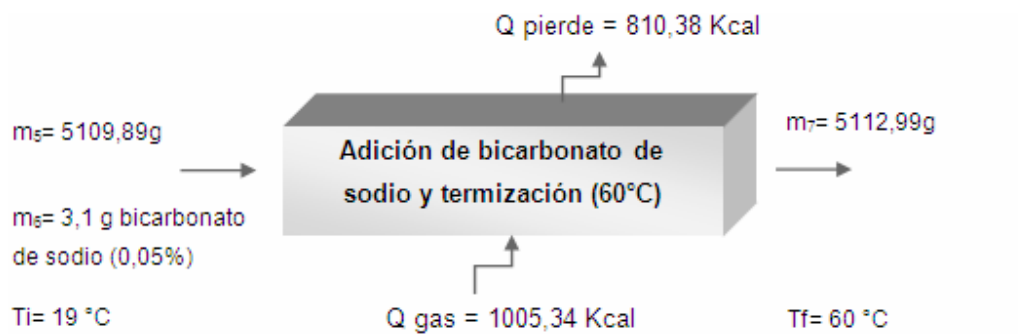 Q pierde = 810,38 Kcal
m₅= 5109,89g
m₇= 5112,99g
Adición de bicarbonato de
sodio y termización (60°C)
m₆= 3,1 g bicarbonato
de sodio (0,05%)
Ti= 19 °C
Q gas = 1005,34 Kcal
Tf= 60 °C